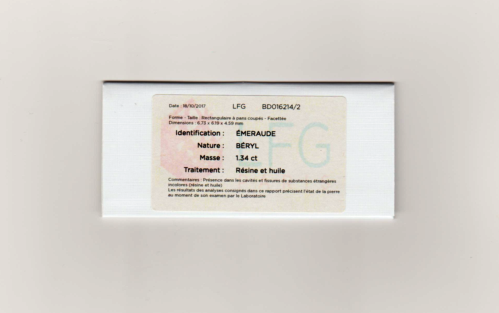 Date : 18/10/2017 LFG BD016214/2
Forme - Taille : Rectangulaire à pans coupés - Facettes
Dimensions : 6.73 x 6.19 x 4.59 mm
Identification : ÉMERAUDE
Nature : BÉRYL
Masse : 1.34 ct
Traitement : Résine et huile
Commentaires : Présence dans les cavités et fissures de substances étrangères
incolores (résine et huile)
Les résultats des analyses consignés dans ce rapport précisent l'état de la pierre
au moment de son examen par le Laboratoire.
FG